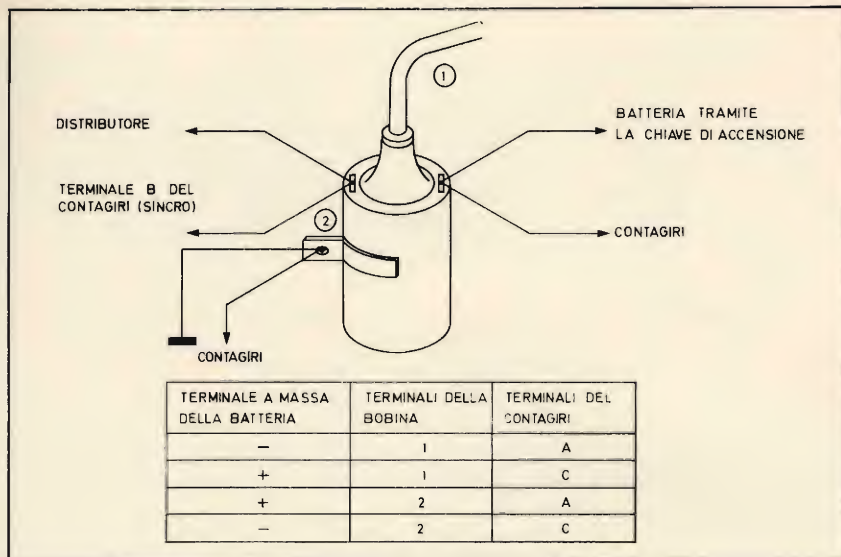 1
DISTRIBUTORE
BATTERIA TRAMITE
LA CHIAVE DI ACCENSIONE
TERMINALE B DEL
CONTAGIRI (SINCRO)
2
CONTAGIRI
CONTAGIRI
TERMINALE A MASSA
DELLA BATTERIA
TERMINALI DELLA
BOBINA
TERMINALI DEL
CONTAGIRI
– 1 A
+ 1 C
+ 2 A
– 2 C